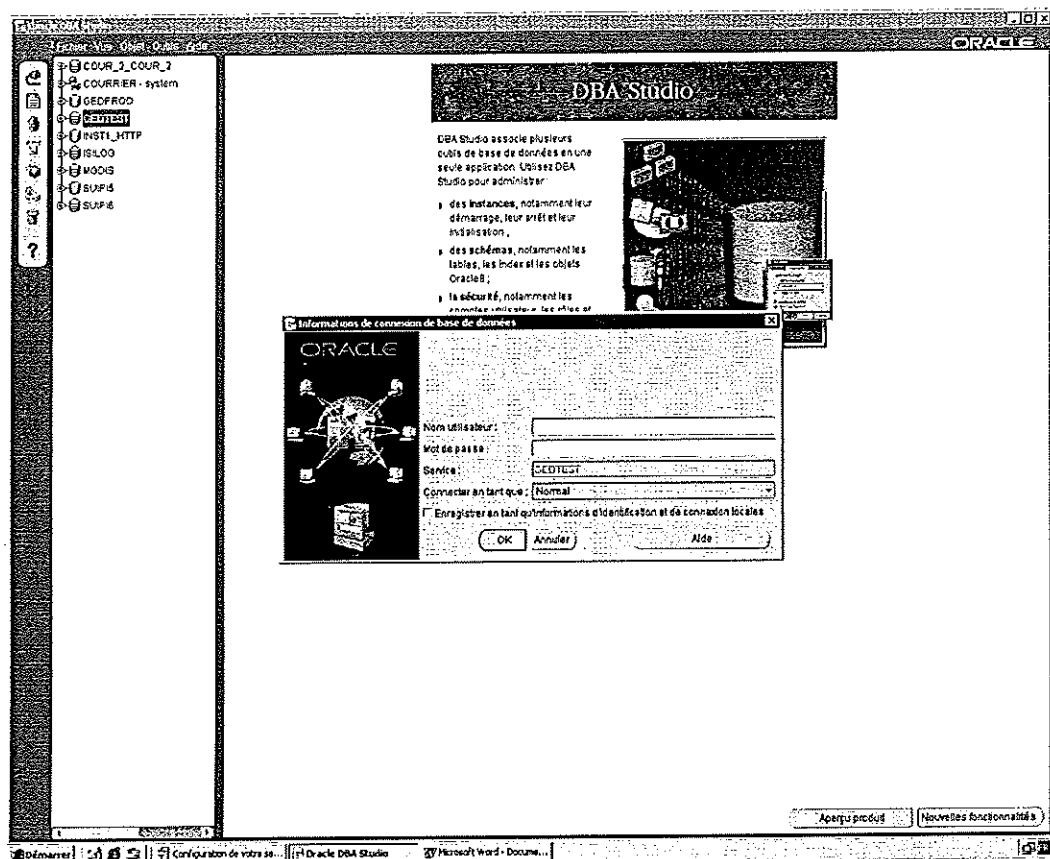 Fichier Vue Objet Outils Aide
ORACLE
COUR_2_COUR_2
COURRIER - system
GEDPROD
GEDTEST
INST1_HTTP
ISILOG
MODIS
SUIPI5
SUIPI6
DBA Studio
DBA Studio associe plusieurs
outils de base de données en une
seule application. Utilisez DBA
Studio pour administrer:
des instances, notamment leur
démarrage, leur arrêt et leur
initialisation ;
des schémas, notamment les
tables, les index et les objets
Oracle8 ;
la sécurité, notamment les
comptes utilisateur, les rôles et
Informations de connexion de base de données
ORACLE
Nom utilisateur :
Mot de passe :
Service : GEDTEST
Connecter en tant que : Normal
Enregistrer en tant qu'informations d'identification et de connexion locales
OK Annuler Aide
Aperçu produit Nouvelles fonctionnalités
Démarrer Configuration de votre se... Oracle DBA Studio Microsoft Word - Docume...